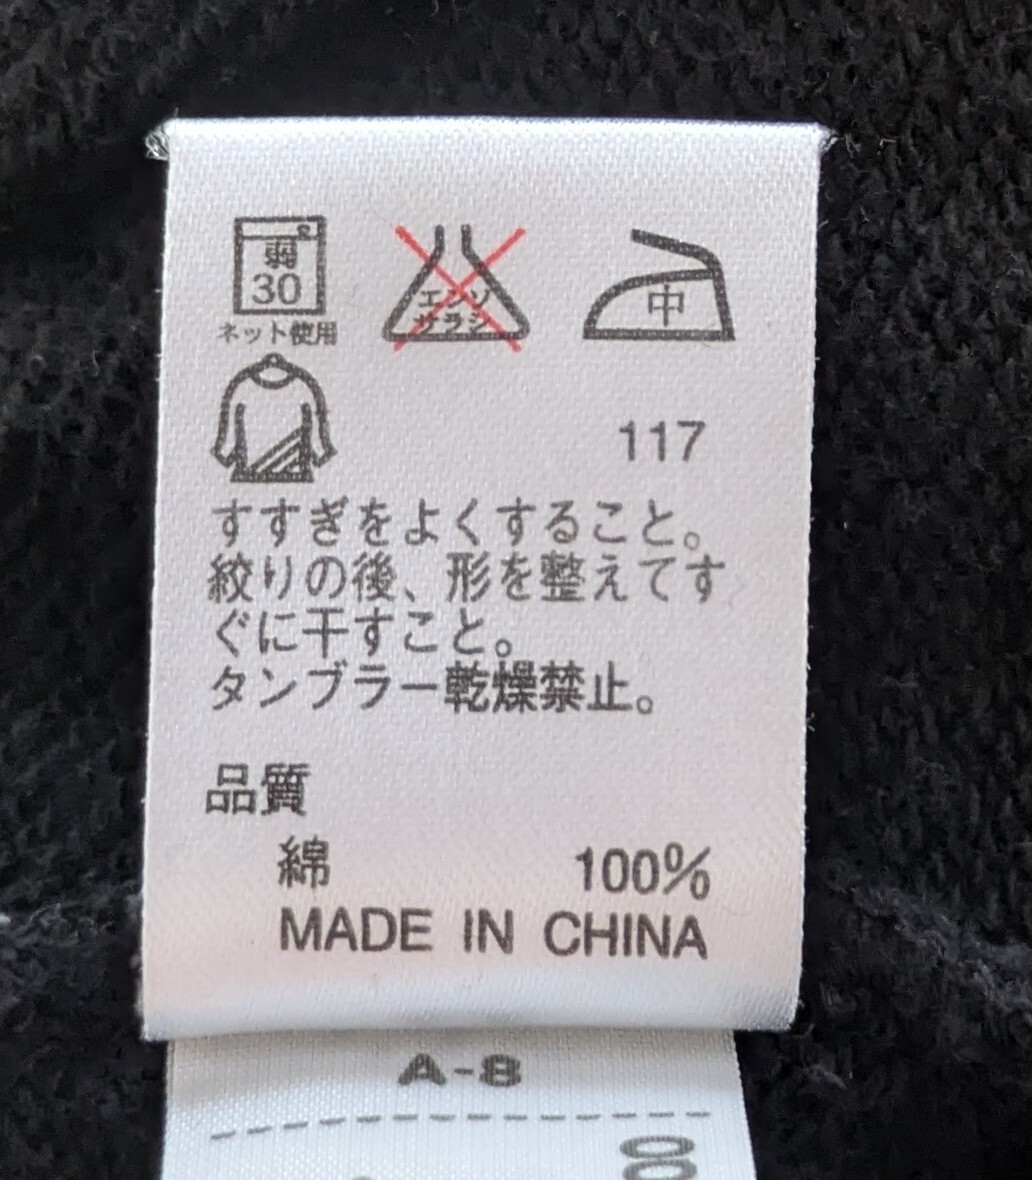 弱
30
ネット使用
エンソ
サラシ
中
117
すすぎをよくすること。
絞りの後、形を整えてす
ぐに干すこと。
タンブラー乾燥禁止。
品質
綿 100%
MADE IN CHINA
A-8